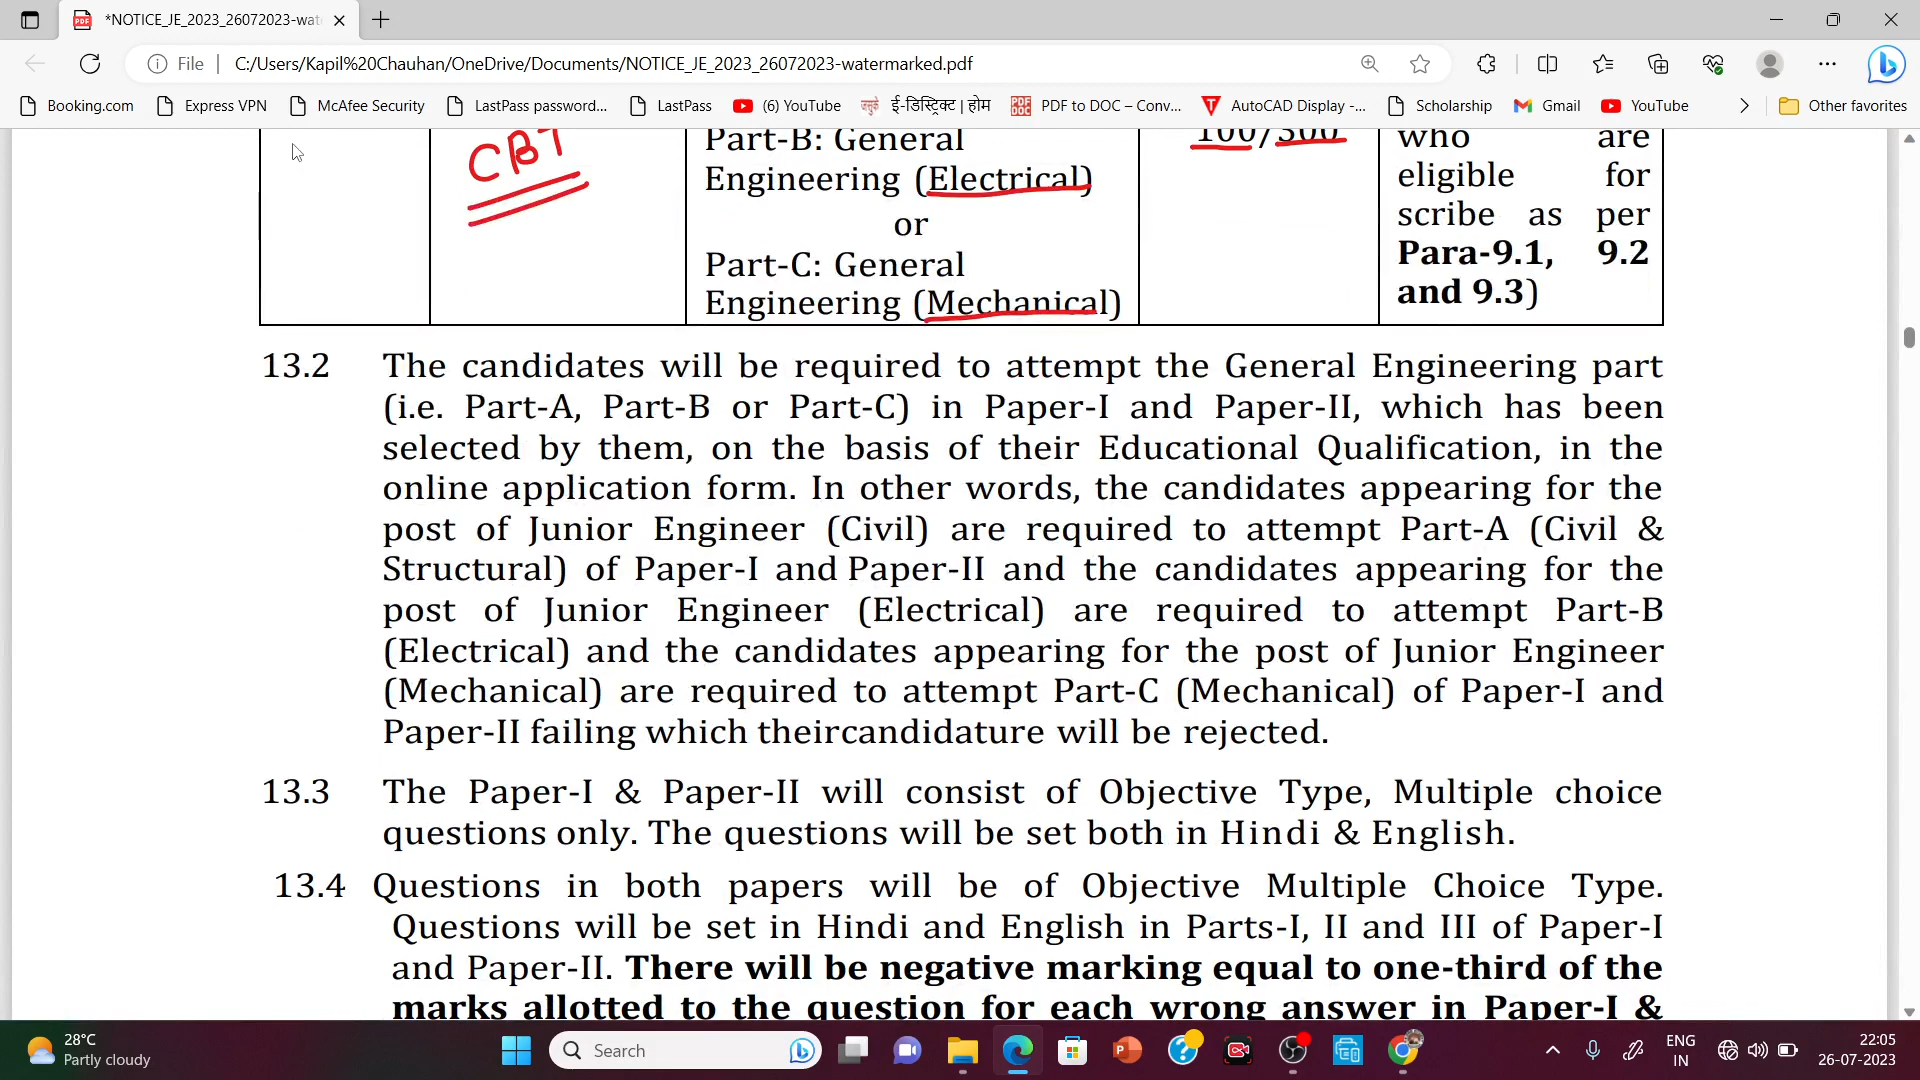 *NOTICE_JE_2023_26072023-wat
File
C:/Users/Kapil%20Chauhan/OneDrive/Documents/NOTICE_JE_2023_26072023-watermarked.pdf
Booking.com
Express VPN
McAfee Security
LastPass password...
LastPass
(6) YouTube
ई-डिस्ट्रिक्ट | होम
PDF to DOC – Conv...
AutoCAD Display -...
Scholarship
Gmail
YouTube
Other favorites
CBT
Part-B: General
Engineering (Electrical)
or
Part-C: General
Engineering (Mechanical)
100/300
who are
eligible for
scribe as per
Para-9.1, 9.2
and 9.3)
13.2 The candidates will be required to attempt the General Engineering part
(i.e. Part-A, Part-B or Part-C) in Paper-I and Paper-II, which has been
selected by them, on the basis of their Educational Qualification, in the
online application form. In other words, the candidates appearing for the
post of Junior Engineer (Civil) are required to attempt Part-A (Civil &
Structural) of Paper-I and Paper-II and the candidates appearing for the
post of Junior Engineer (Electrical) are required to attempt Part-B
(Electrical) and the candidates appearing for the post of Junior Engineer
(Mechanical) are required to attempt Part-C (Mechanical) of Paper-I and
Paper-II failing which theircandidature will be rejected.
13.3 The Paper-I & Paper-II will consist of Objective Type, Multiple choice
questions only. The questions will be set both in Hindi & English.
13.4 Questions in both papers will be of Objective Multiple Choice Type.
Questions will be set in Hindi and English in Parts-I, II and III of Paper-I
and Paper-II. There will be negative marking equal to one-third of the
marks allotted to the question for each wrong answer in Paper-I &
28°C
Partly cloudy
Search
ENG
IN
22:05
26-07-2023